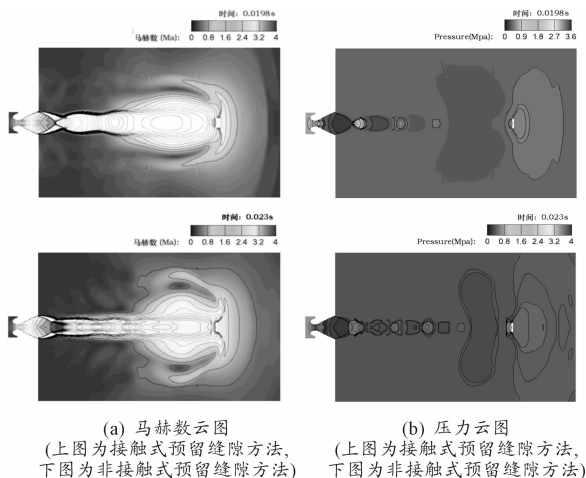 时间: 0.0198s
马赫数 (Ma):
0 0.8 1.6 2.4 3.2 4
时间: 0.0198s
Pressure(Mpa)
0 0.9 1.8 2.7 3.6
时间: 0.023s
马赫数 (Ma):
0 0.8 1.6 2.4 3.2 4
时间: 0.023s
Pressure(Mpa):
0 0.8 1.6 2.4 3.2 4
(a) 马赫数云图
(上图为接触式预留缝隙方法,
下图为非接触式预留缝隙方法)
(b) 压力云图
(上图为接触式预留缝隙方法,
下图为非接触式预留缝隙方法)